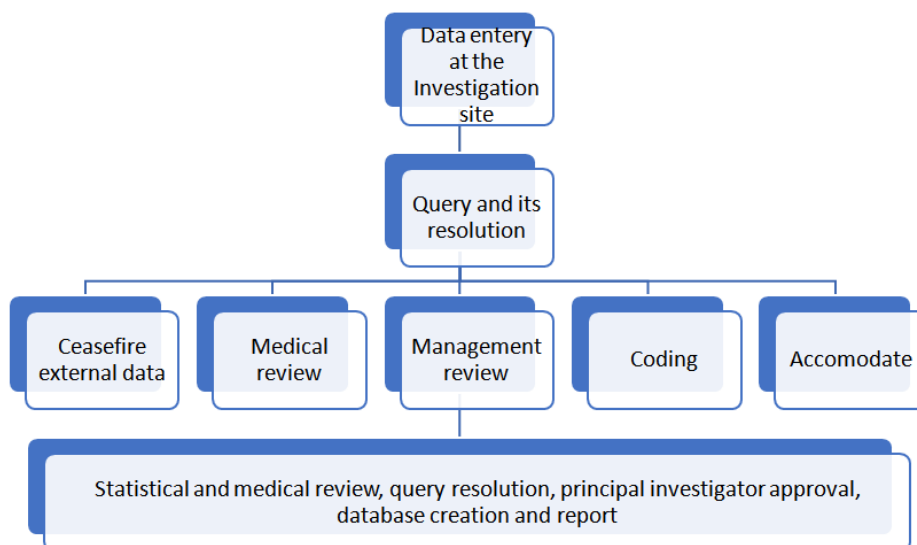 Data entery
at the
Investigation
site
Query and its
resolution
Ceasefire
external data
Medical
review
Management
review
Coding
Accomodate
Statistical and medical review, query resolution, principal investigator approval,
database creation and report